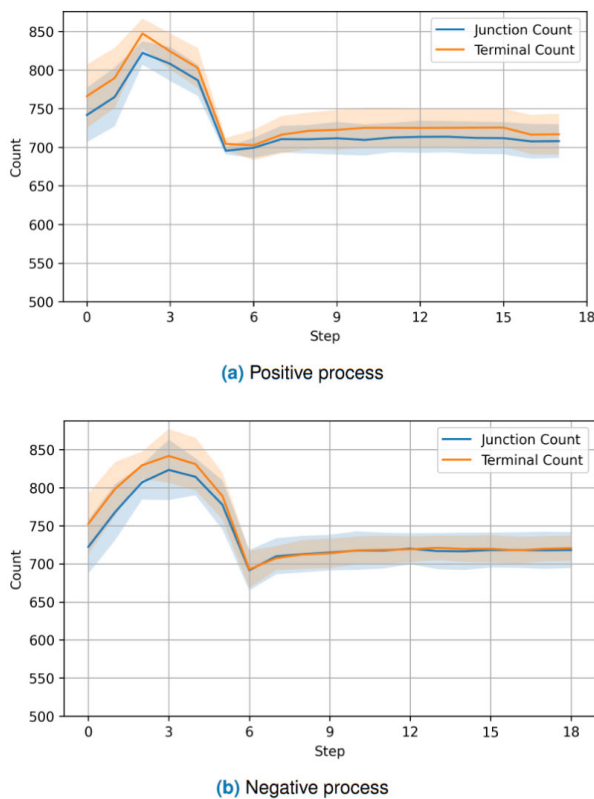 850
800
750
700
650
600
550
500
Count
Junction Count
Terminal Count
0 3 6 9 12 15 18
Step
(a) Positive process
850
800
750
700
650
600
550
500
Count
Junction Count
Terminal Count
0 3 6 9 12 15 18
Step
(b) Negative process